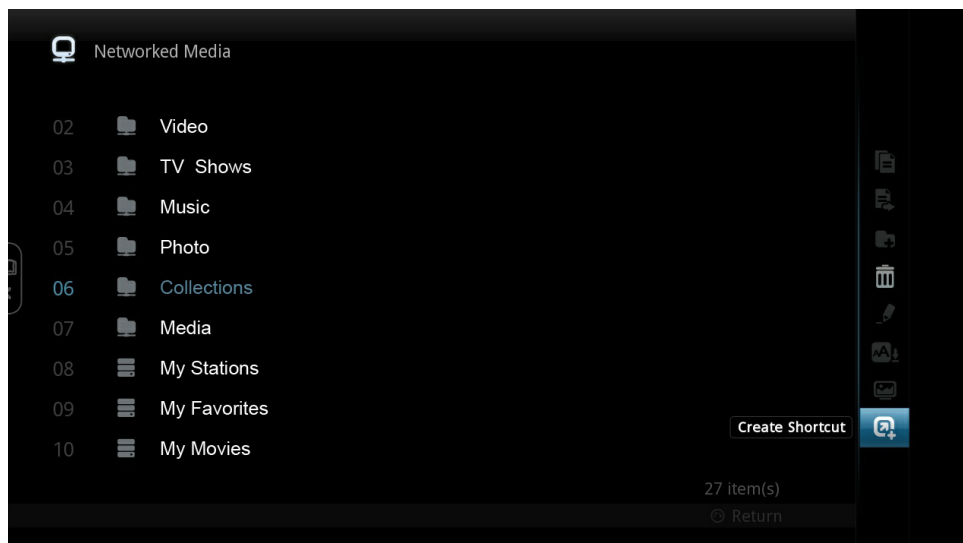 Networked Media
02 Video
03 TV Shows
04 Music
05 Photo
06 Collections
07 Media
08 My Stations
09 My Favorites
10 My Movies
Create Shortcut
27 item(s)
Return